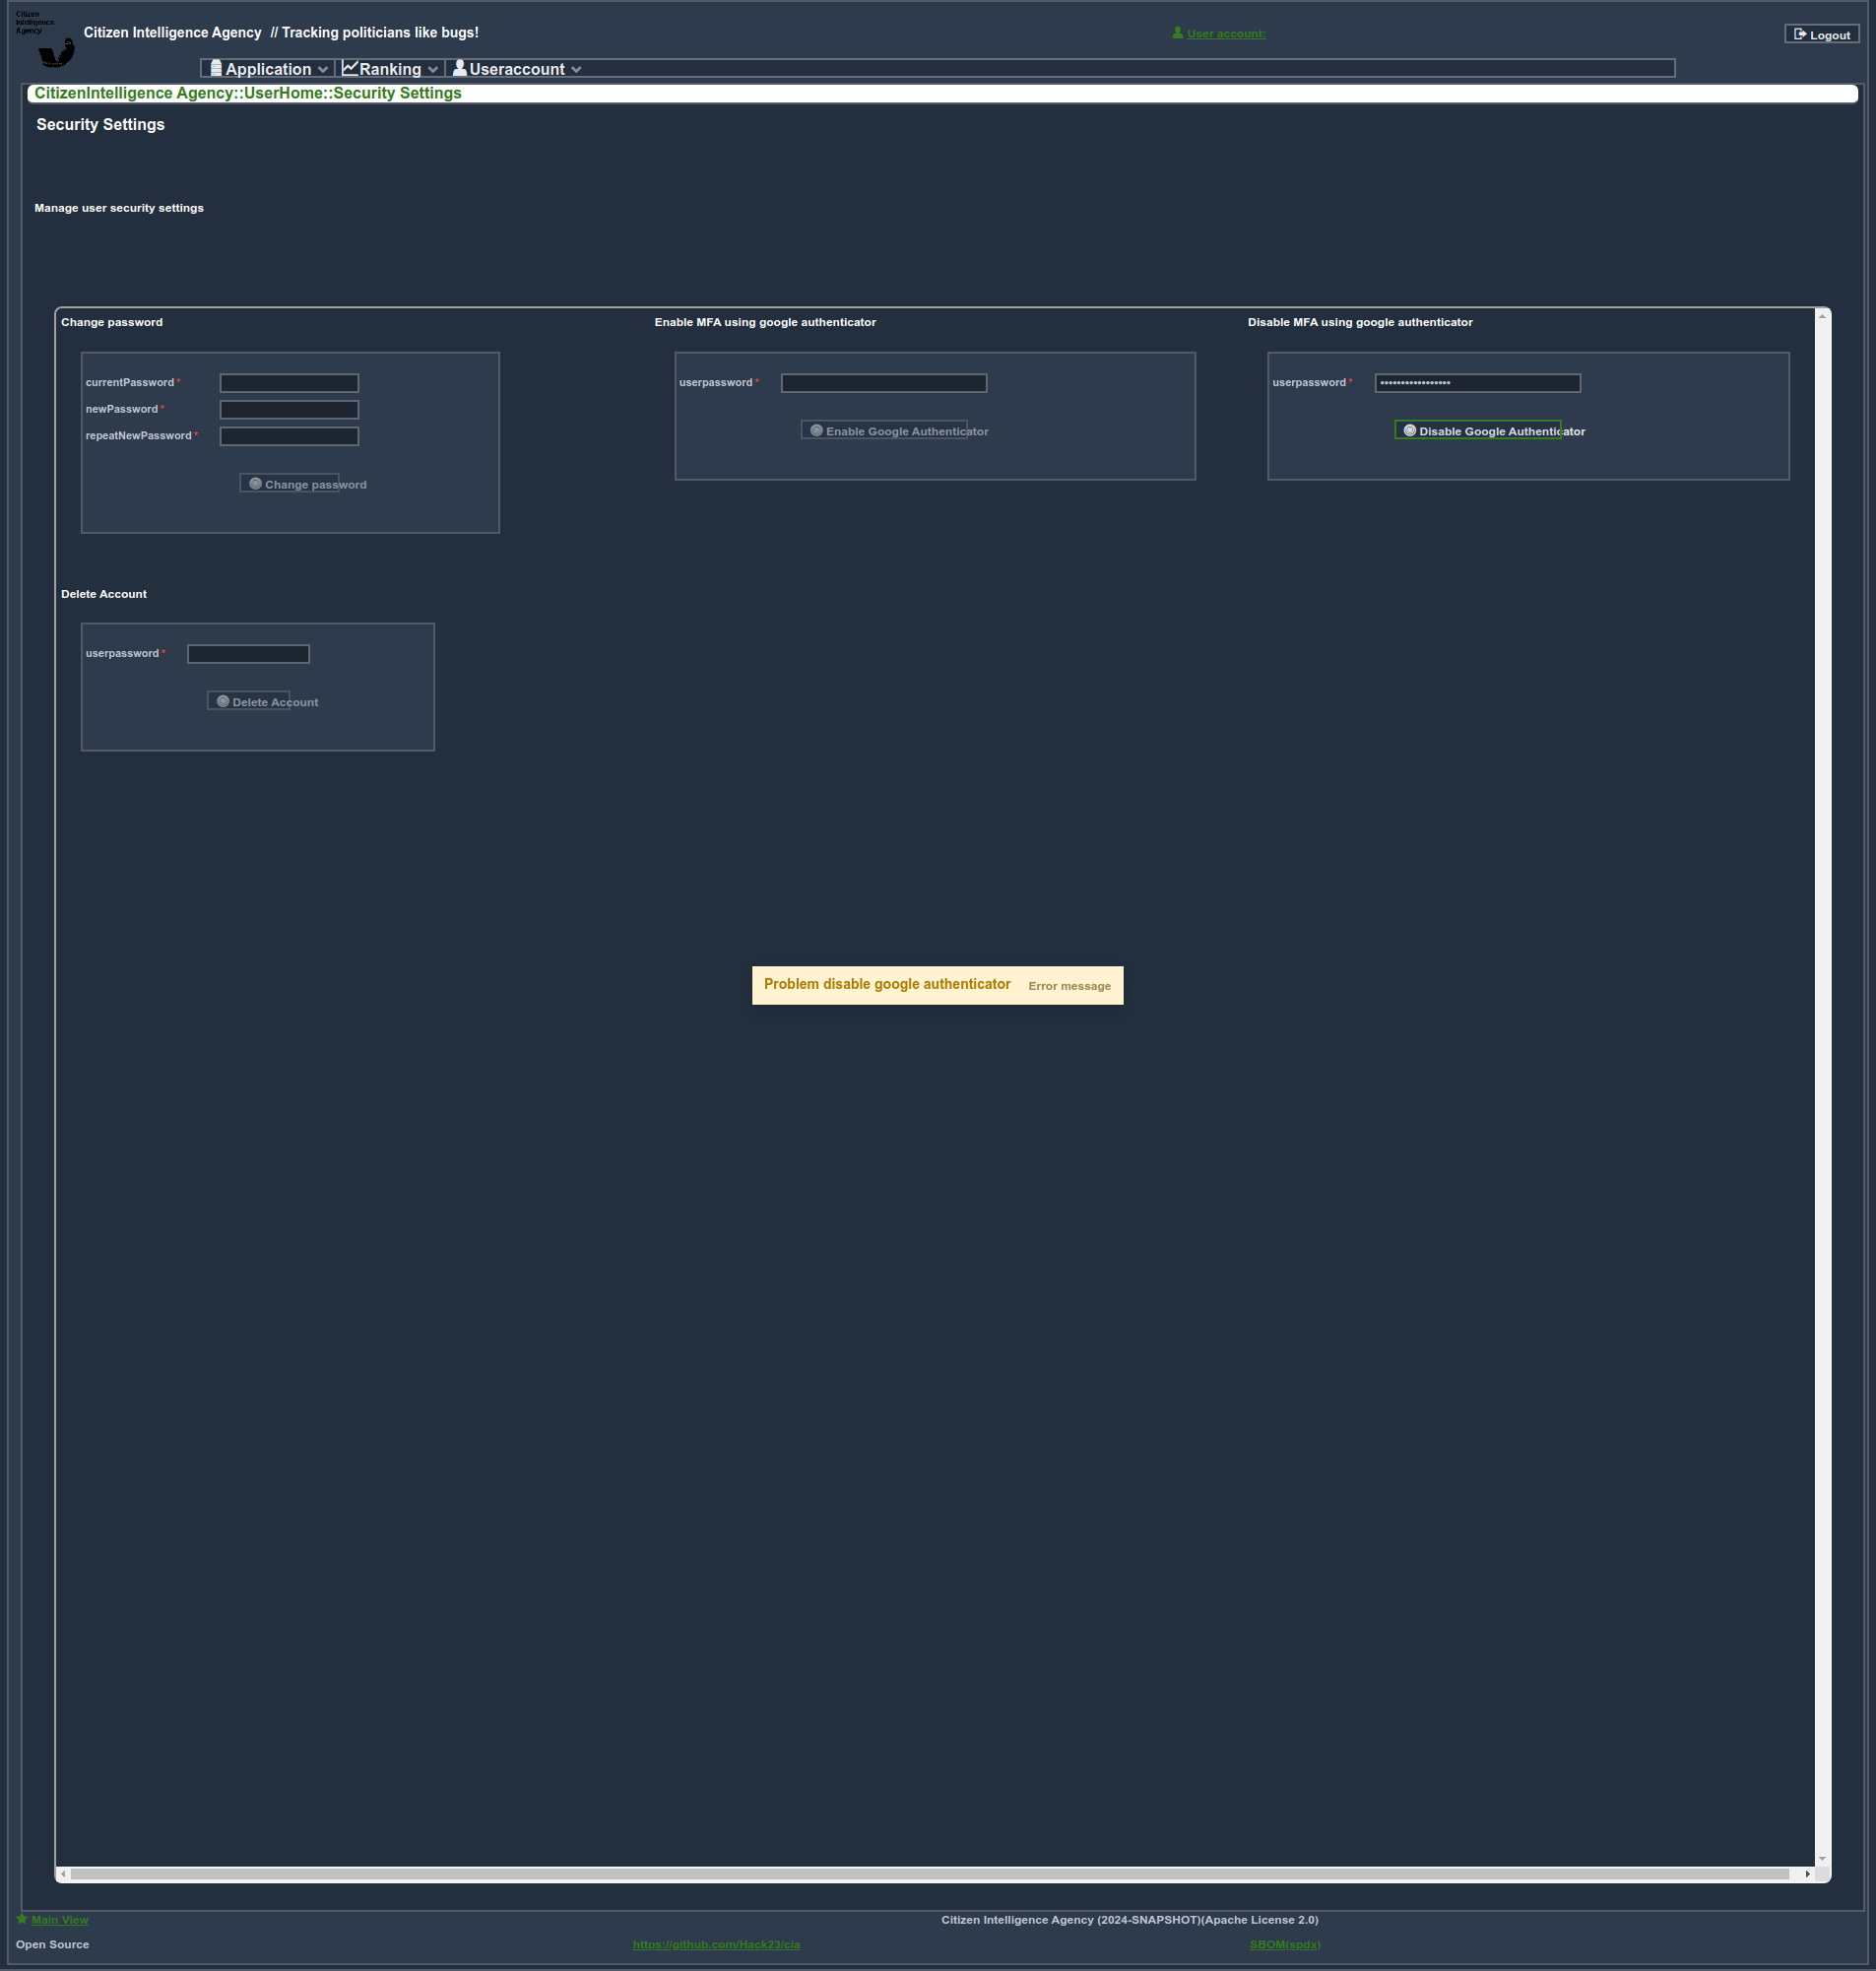 Citizen
Intelligence
Agency
Citizen Intelligence Agency // Tracking politicians like bugs!
User account:
Logout
Application
Ranking
Useraccount
CitizenIntelligence Agency::UserHome::Security Settings
Security Settings
Manage user security settings
Change password
currentPassword *
newPassword *
repeatNewPassword *
Change password
Enable MFA using google authenticator
userpassword *
Enable Google Authenticator
Disable MFA using google authenticator
userpassword *
•••••••••••••••••
Disable Google Authenticator
Delete Account
userpassword *
Delete Account
Problem disable google authenticator Error message
Main View
Citizen Intelligence Agency (2024-SNAPSHOT)(Apache License 2.0)
Open Source
https://github.com/Hack23/cia
SBOM(spdx)